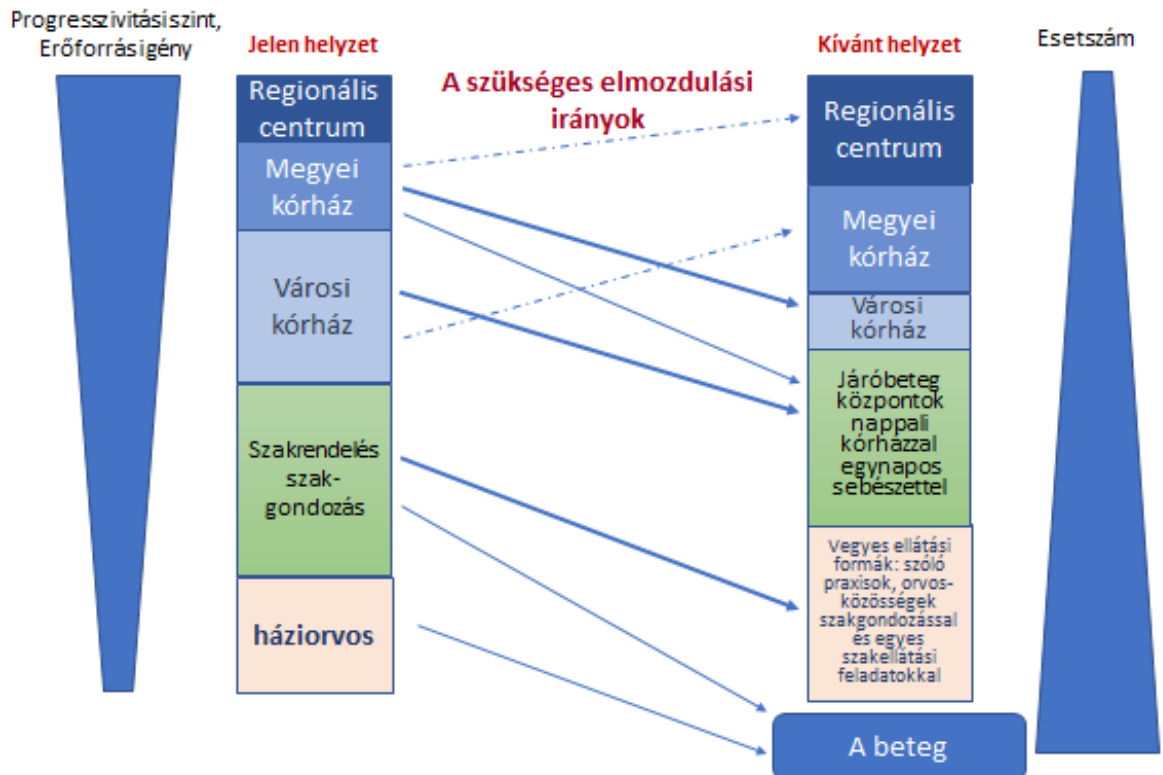 Progresszivitási szint,
Erőforrásigény
Jelen helyzet
Regionális
centrum
Megyei
kórház
Városi
kórház
Szakrendelés
szak-
gondozás
háziorvos
A szükséges elmozdulási
irányok
Kívánt helyzet
Regionális
centrum
Megyei
kórház
Városi
kórház
Járóbeteg
központok
nappali
kórházzal
egynapos
sebészettel
Vegyes ellátási
formák: szóló
praxisok, orvos-
közösségek
szakgondozással
és egyes
szakellátási
feladatokkal
A beteg
Esetszám